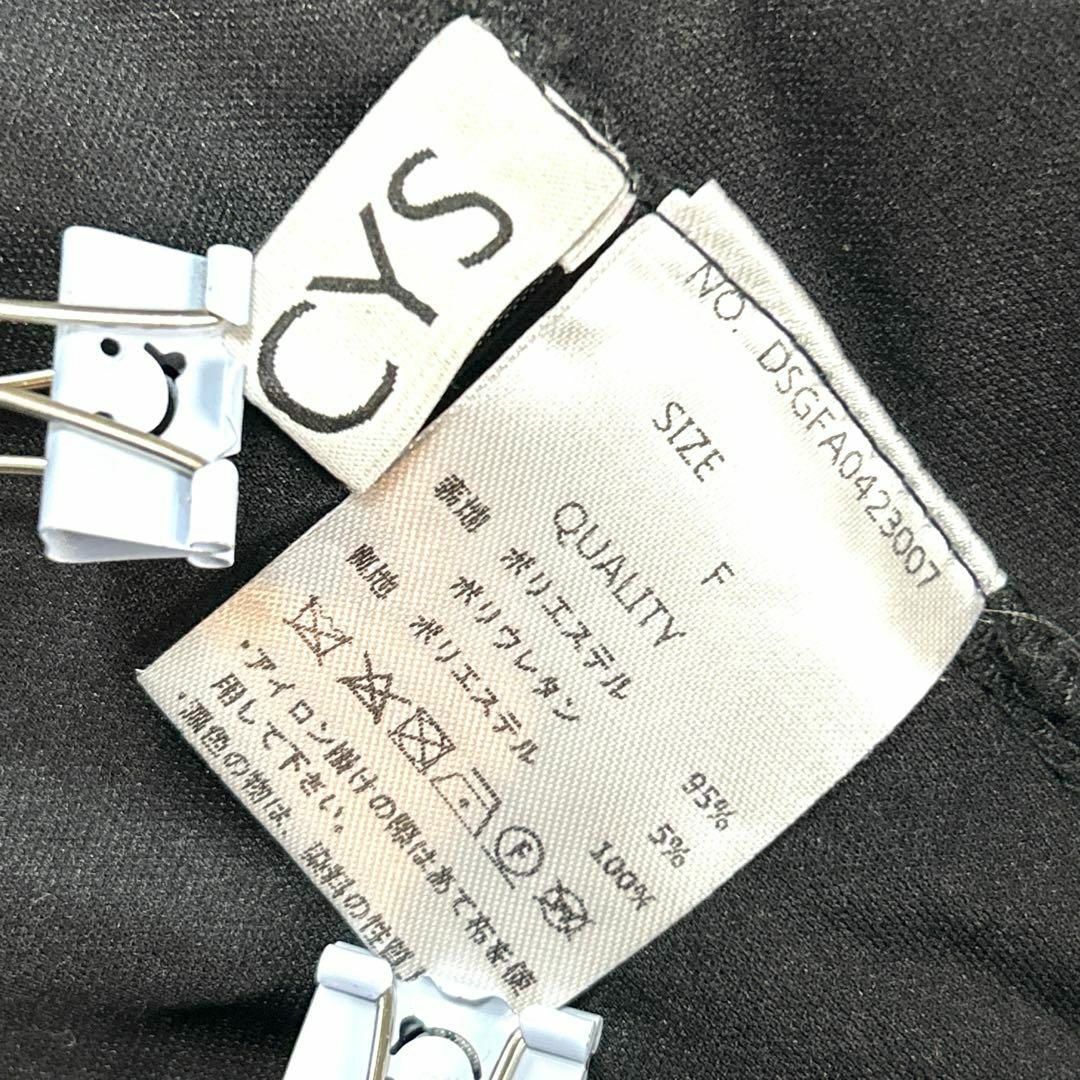 CYS
NO. DSGFA0423007
SIZE
F
QUALITY
表地 ポリエステル 95%
ポリウレタン 5%
裏地 ポリエステル 100%
F
W
・アイロン掛けの際はあて布を使
用して下さい。
・濃色の物は、染料の性質